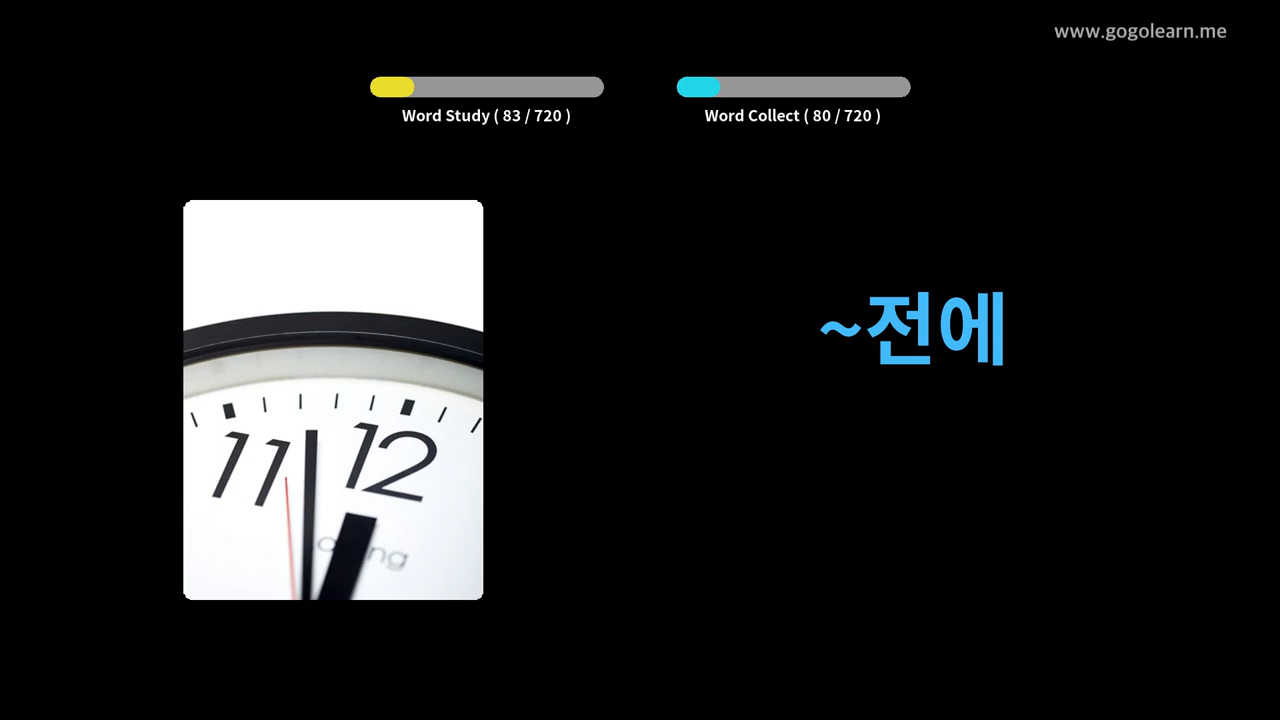 www.gogolearn.me
Word Study ( 83 / 720 )
Word Collect ( 80 / 720 )
~전에
11
12